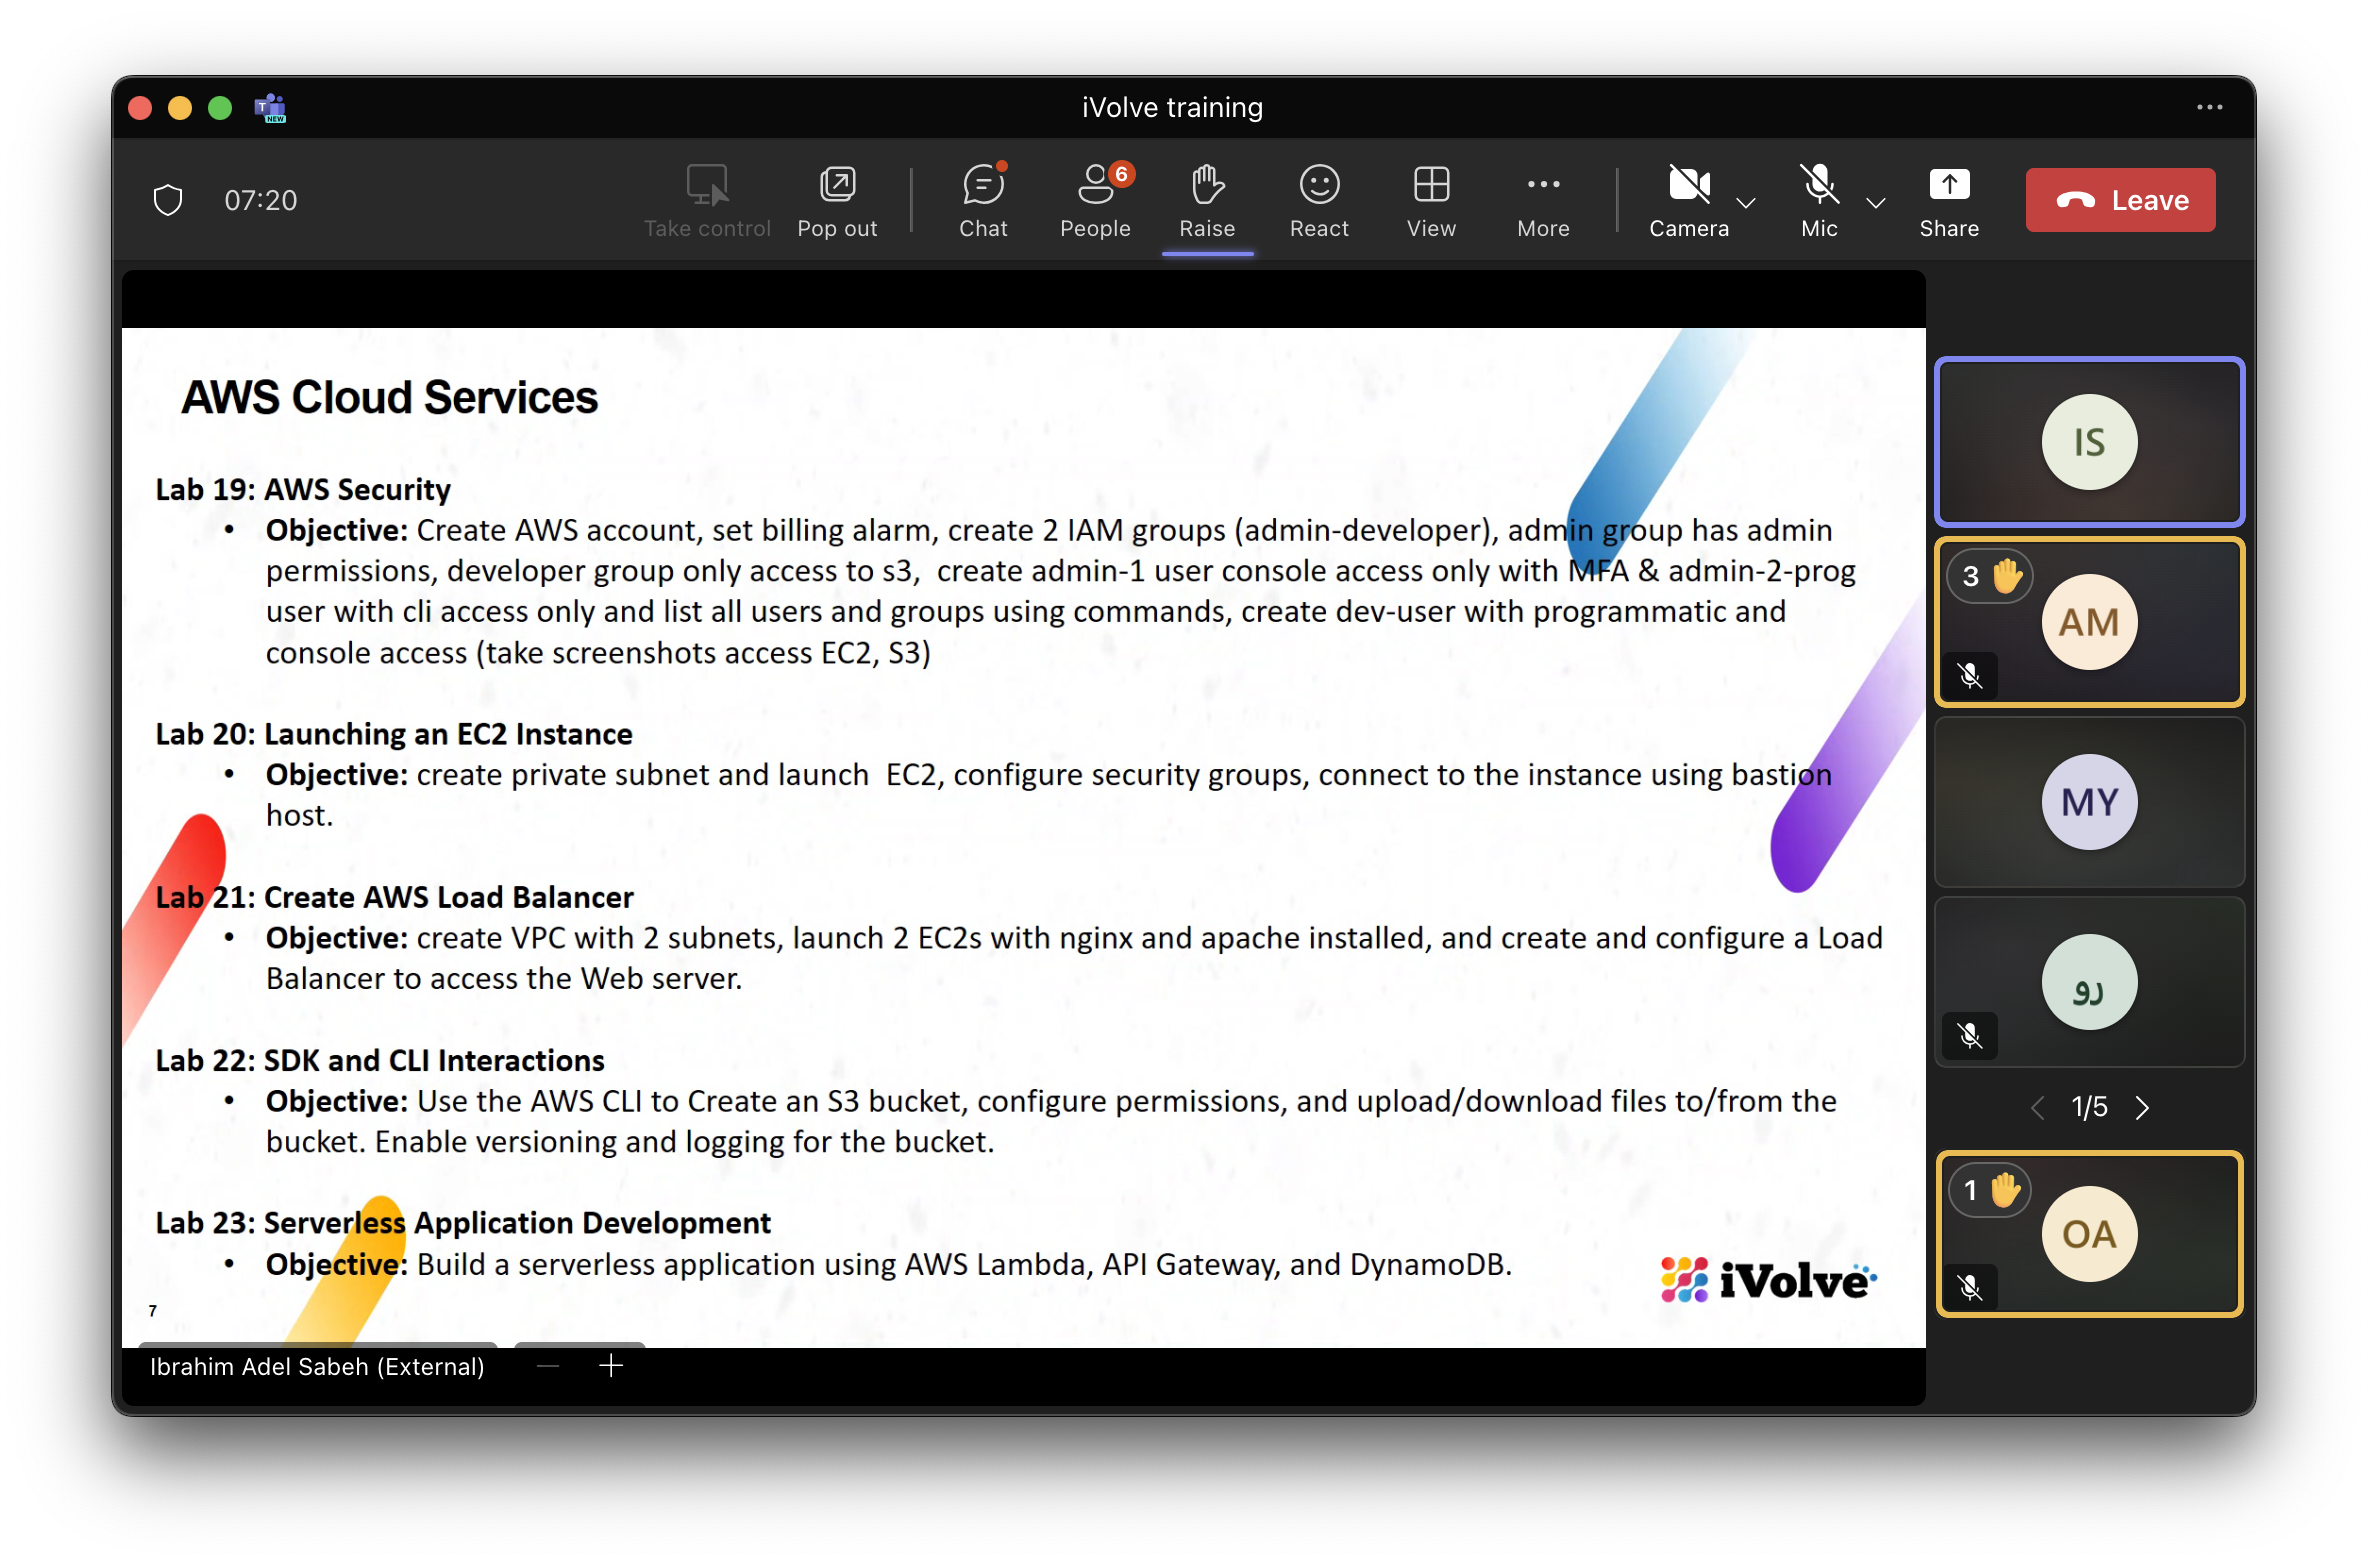 iVolve training
07:20
Take control
Pop out
Chat
People
6
Raise
React
View
More
Camera
Mic
Share
Leave
T
NEW
AWS Cloud Services
Lab 19: AWS Security
• Objective: Create AWS account, set billing alarm, create 2 IAM groups (admin-developer), admin group has admin
permissions, developer group only access to s3,  create admin-1 user console access only with MFA & admin-2-prog
user with cli access only and list all users and groups using commands, create dev-user with programmatic and
console access (take screenshots access EC2, S3)
Lab 20: Launching an EC2 Instance
• Objective: create private subnet and launch  EC2, configure security groups, connect to the instance using bastion
host.
Lab 21: Create AWS Load Balancer
• Objective: create VPC with 2 subnets, launch 2 EC2s with nginx and apache installed, and create and configure a Load
Balancer to access the Web server.
Lab 22: SDK and CLI Interactions
• Objective: Use the AWS CLI to Create an S3 bucket, configure permissions, and upload/download files to/from the
bucket. Enable versioning and logging for the bucket.
Lab 23: Serverless Application Development
• Objective: Build a serverless application using AWS Lambda, API Gateway, and DynamoDB.
7
iVolve
Ibrahim Adel Sabeh (External)
IS
3
AM
MY
رو
1/5
1
OA